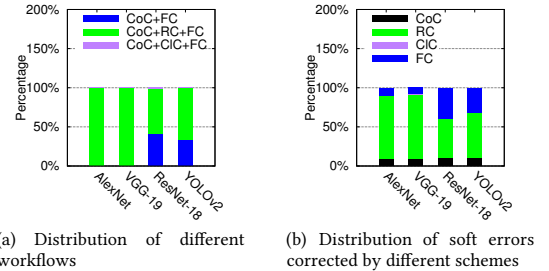 200%
150%
100%
50%
0%
Percentage
CoC+FC
CoC+RC+FC
CoC+ClC+FC
AlexNet
VGG-19
ResNet-18
YOLOv2
(a) Distribution of different
workflows
200%
150%
100%
50%
0%
Percentage
CoC
RC
ClC
FC
AlexNet
VGG-19
ResNet-18
YOLOv2
(b) Distribution of soft errors
corrected by different schemes